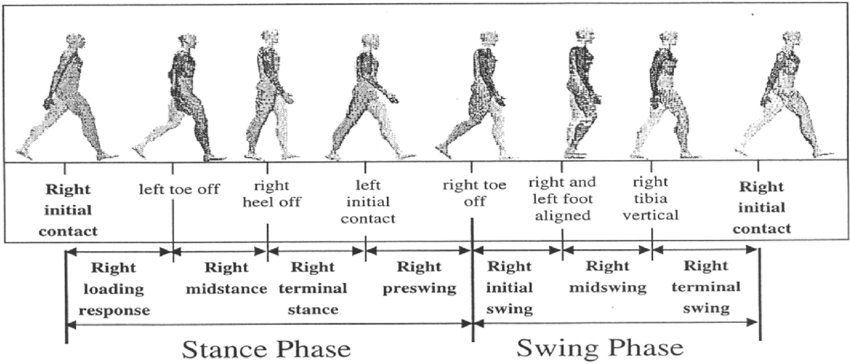 Right initial contact
left toe off
right heel off
left initial contact
right toe off
right and left foot aligned
right tibia vertical
Right initial contact
Right loading response
Right midstance
Right terminal stance
Right preswing
Right initial swing
Right midswing
Right terminal swing
Stance Phase
Swing Phase